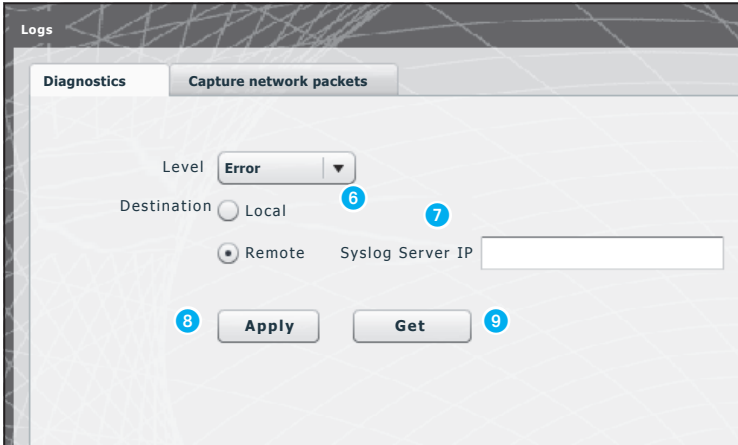 Logs
Diagnostics Capture network packets
Level Error
6
Destination Local
7
Remote Syslog Server IP
8 Apply Get 9